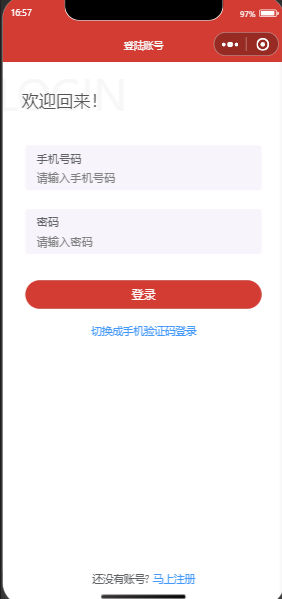 16:57
97%
登陆账号
LOGIN
欢迎回来!
手机号码
请输入手机号码
密码
请输入密码
登录
切换成手机验证码登录
还没有账号? 马上注册